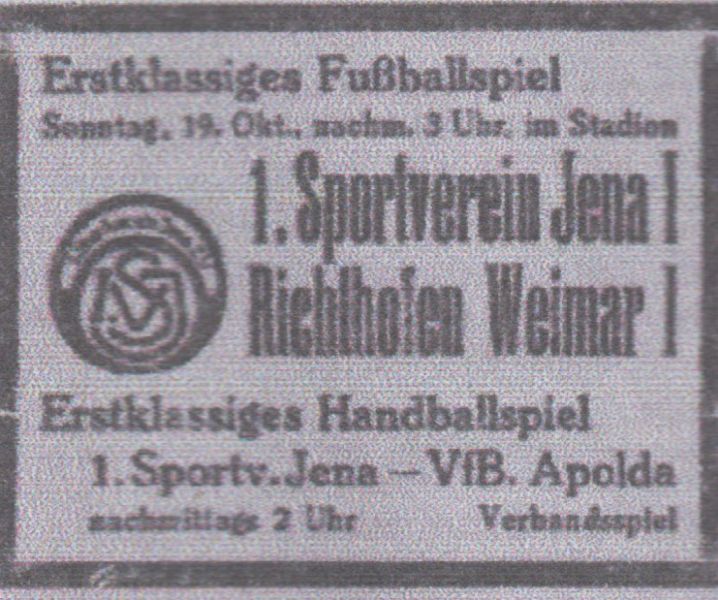 Erstklassiges Fußballspiel
Sonntag, 19. Okt., nachm. 3 Uhr, im Stadion
1. Sportverein Jena I
Richthofen Weimar I
Erstklassiges Handballspiel
1. Sportv. Jena – VfB. Apolda
nachmittags 2 Uhr Verbandsspiel